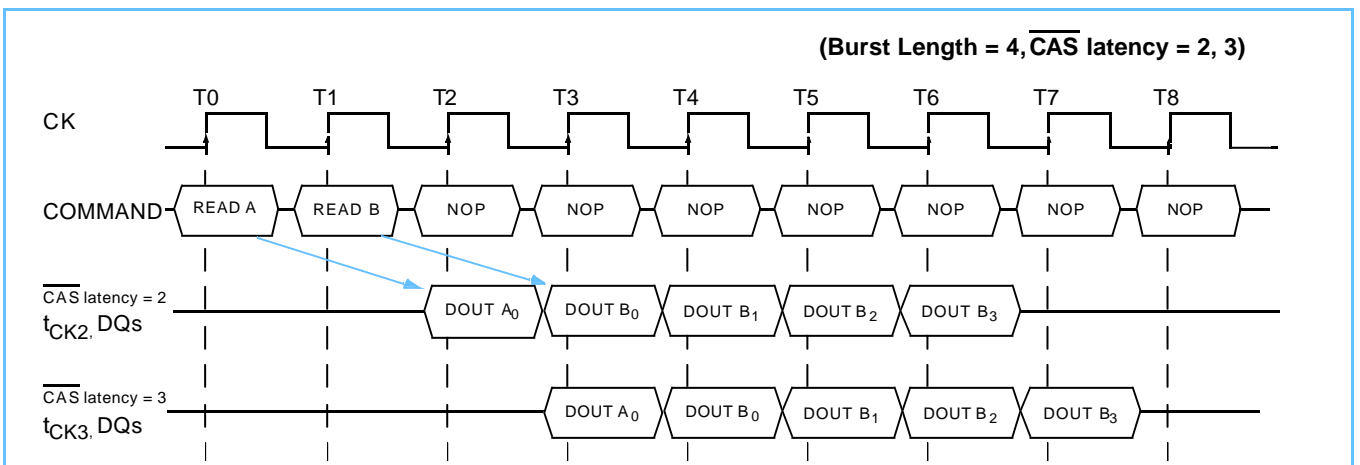 (Burst Length = 4, CAS latency = 2, 3)
T0 T1 T2 T3 T4 T5 T6 T7 T8
CK
COMMAND READ A READ B NOP NOP NOP NOP NOP NOP NOP
CAS latency = 2
tCK2, DQs DOUT A0 DOUT B0 DOUT B1 DOUT B2 DOUT B3
CAS latency = 3
tCK3, DQs DOUT A0 DOUT B0 DOUT B1 DOUT B2 DOUT B3